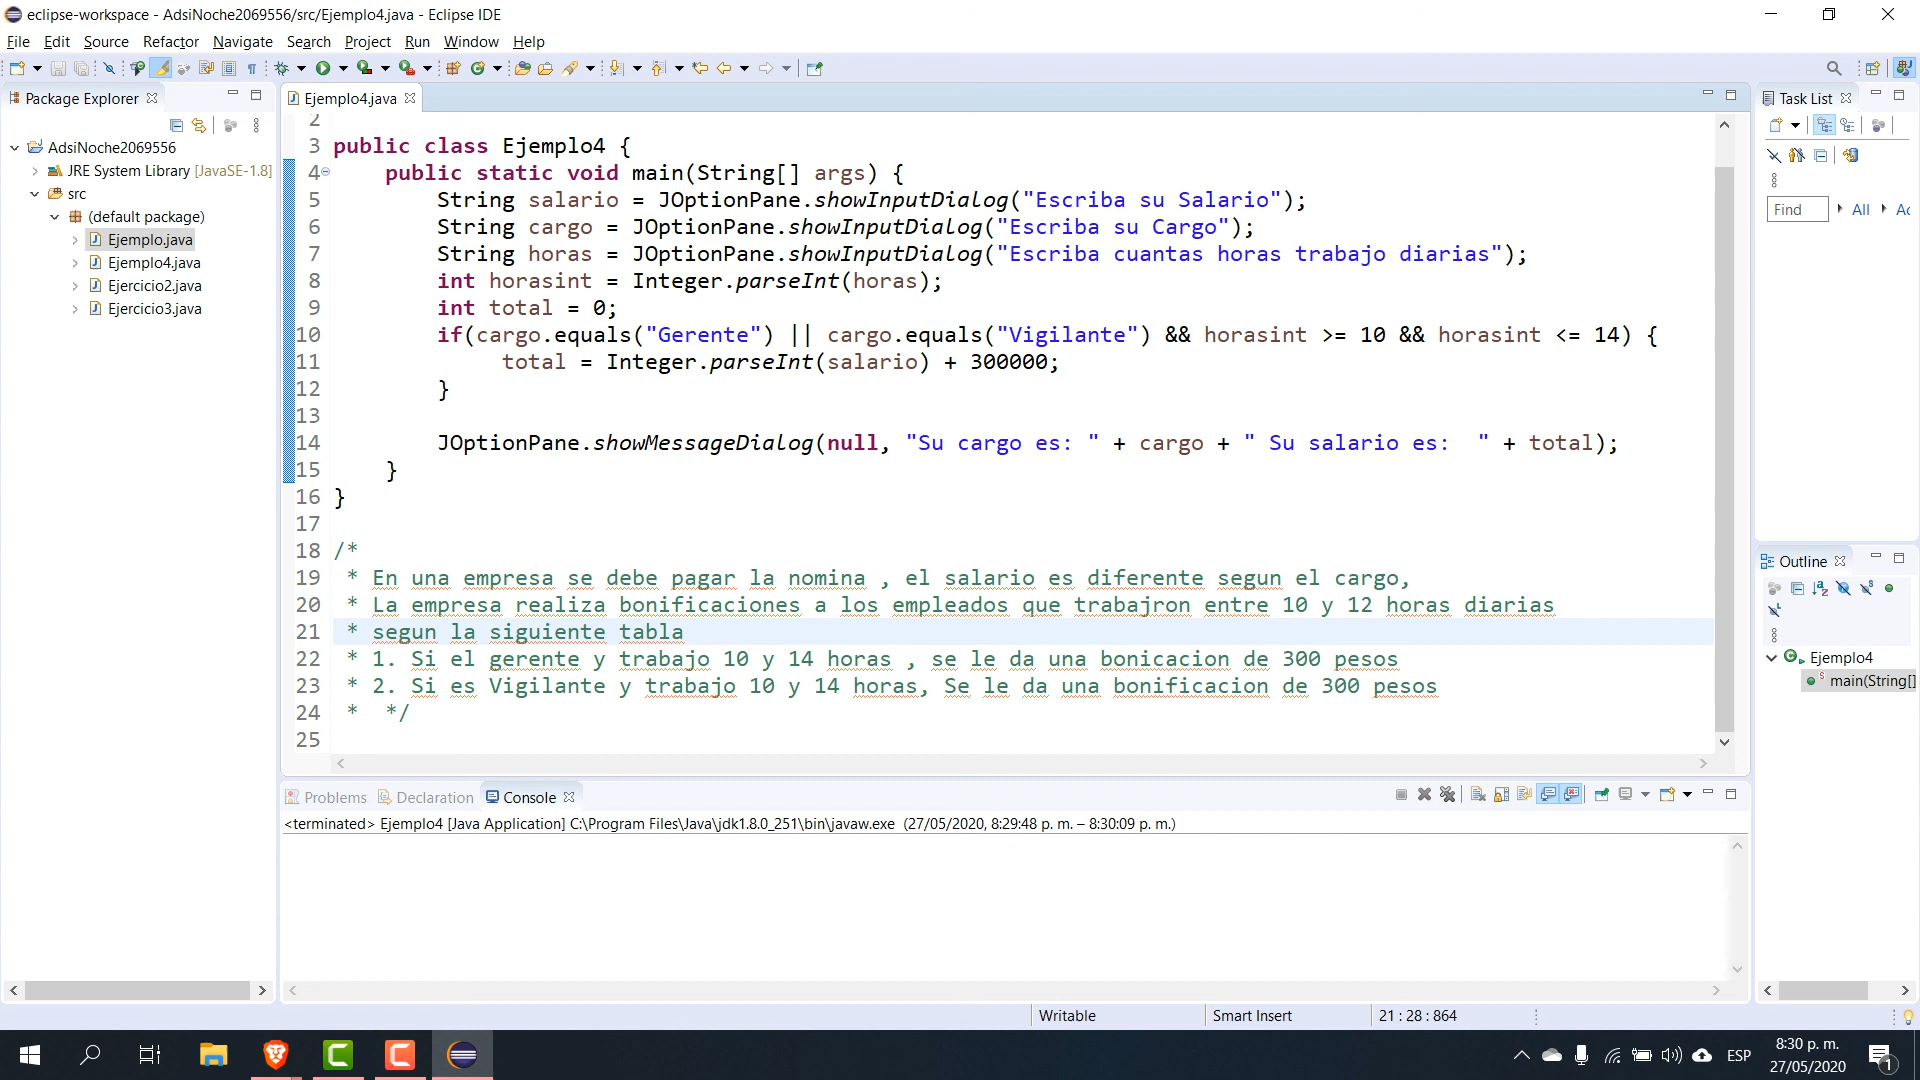 eclipse-workspace - AdsiNoche2069556/src/Ejemplo4.java - Eclipse IDE
File Edit Source Refactor Navigate Search Project Run Window Help
Package Explorer
AdsiNoche2069556
JRE System Library [JavaSE-1.8]
src
(default package)
Ejemplo.java
Ejemplo4.java
Ejercicio2.java
Ejercicio3.java
Ejemplo4.java
2
3 public class Ejemplo4 {
4 public static void main(String[] args) {
5 String salario = JOptionPane.showInputDialog("Escriba su Salario");
6 String cargo = JOptionPane.showInputDialog("Escriba su Cargo");
7 String horas = JOptionPane.showInputDialog("Escriba cuantas horas trabajo diarias");
8 int horasint = Integer.parseInt(horas);
9 int total = 0;
10 if(cargo.equals("Gerente") || cargo.equals("Vigilante") && horasint >= 10 && horasint <= 14) {
11 total = Integer.parseInt(salario) + 300000;
12 }
13
14 JOptionPane.showMessageDialog(null, "Su cargo es: " + cargo + " Su salario es:  " + total);
15 }
16 }
17
18 /*
19 * En una empresa se debe pagar la nomina , el salario es diferente segun el cargo,
20 * La empresa realiza bonificaciones a los empleados que trabajron entre 10 y 12 horas diarias
21 * segun la siguiente tabla
22 * 1. Si el gerente y trabajo 10 y 14 horas , se le da una bonicacion de 300 pesos
23 * 2. Si es Vigilante y trabajo 10 y 14 horas, Se le da una bonificacion de 300 pesos
24 *  */
25
Problems Declaration Console
<terminated> Ejemplo4 [Java Application] C:\Program Files\Java\jdk1.8.0_251\bin\javaw.exe (27/05/2020, 8:29:48 p. m. – 8:30:09 p. m.)
Task List
Find All Ac
Outline
Ejemplo4
main(String[]
Writable Smart Insert 21 : 28 : 864
ESP
8:30 p. m.
27/05/2020
1